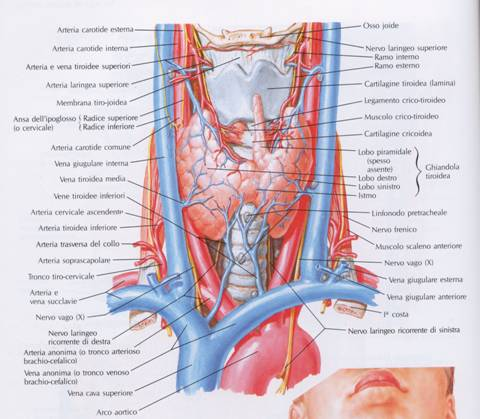 Arteria carotide esterna
Arteria carotide interna
Arteria e vena tiroidee superiori
Arteria laringea superiore
Membrana tiro-joidea
Ansa dell'ipoglosso
(o cervicale)
Radice superiore
Radice inferiore
Arteria carotide comune
Vena giugulare interna
Vena tiroidea media
Vene tiroidee inferiori
Arteria cervicale ascendente
Arteria tiroidea inferiore
Arteria trasversa del collo
Arteria soprascapolare
Tronco tiro-cervicale
Arteria e
vena succlavie
Nervo vago (X)
Nervo laringeo
ricorrente di destra
Arteria anonima (o tronco arterioso
brachio-cefalico)
Vena anonima (o tronco venoso
brachio-cefalico)
Vena cava superiore
Arco aortico
Osso joide
Nervo laringeo superiore
Ramo interno
Ramo esterno
Cartilagine tiroidea (lamina)
Legamento crico-tiroideo
Muscolo crico-tiroideo
Cartilagine cricoidea
Lobo piramidale
(spesso
assente)
Lobo destro
Lobo sinistro
Istmo
Ghiandola
tiroidea
Linfonodo pretracheale
Nervo frenico
Muscolo scaleno anteriore
Nervo vago (X)
Vena giugulare esterna
Vena giugulare anteriore
Iª costa
Nervo laringeo ricorrente di sinistra